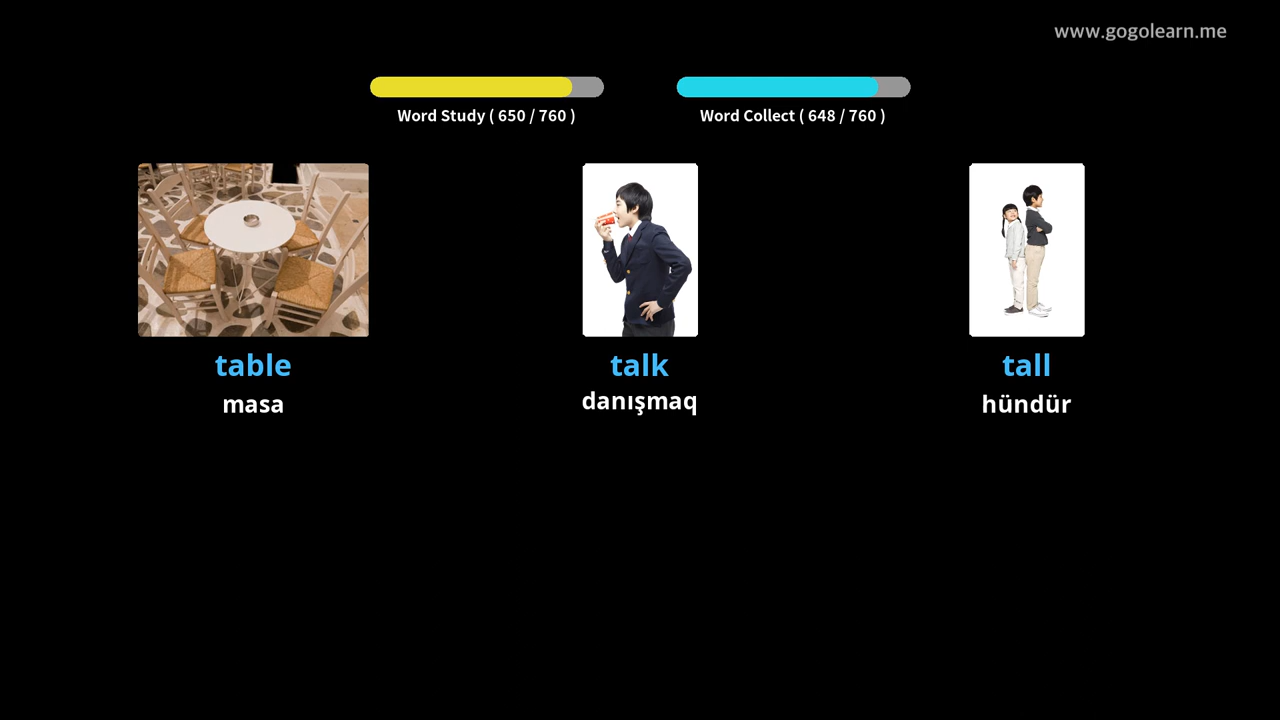 www.gogolearn.me
Word Study ( 650 / 760 )
Word Collect ( 648 / 760 )
table
masa
talk
danışmaq
tall
hündür